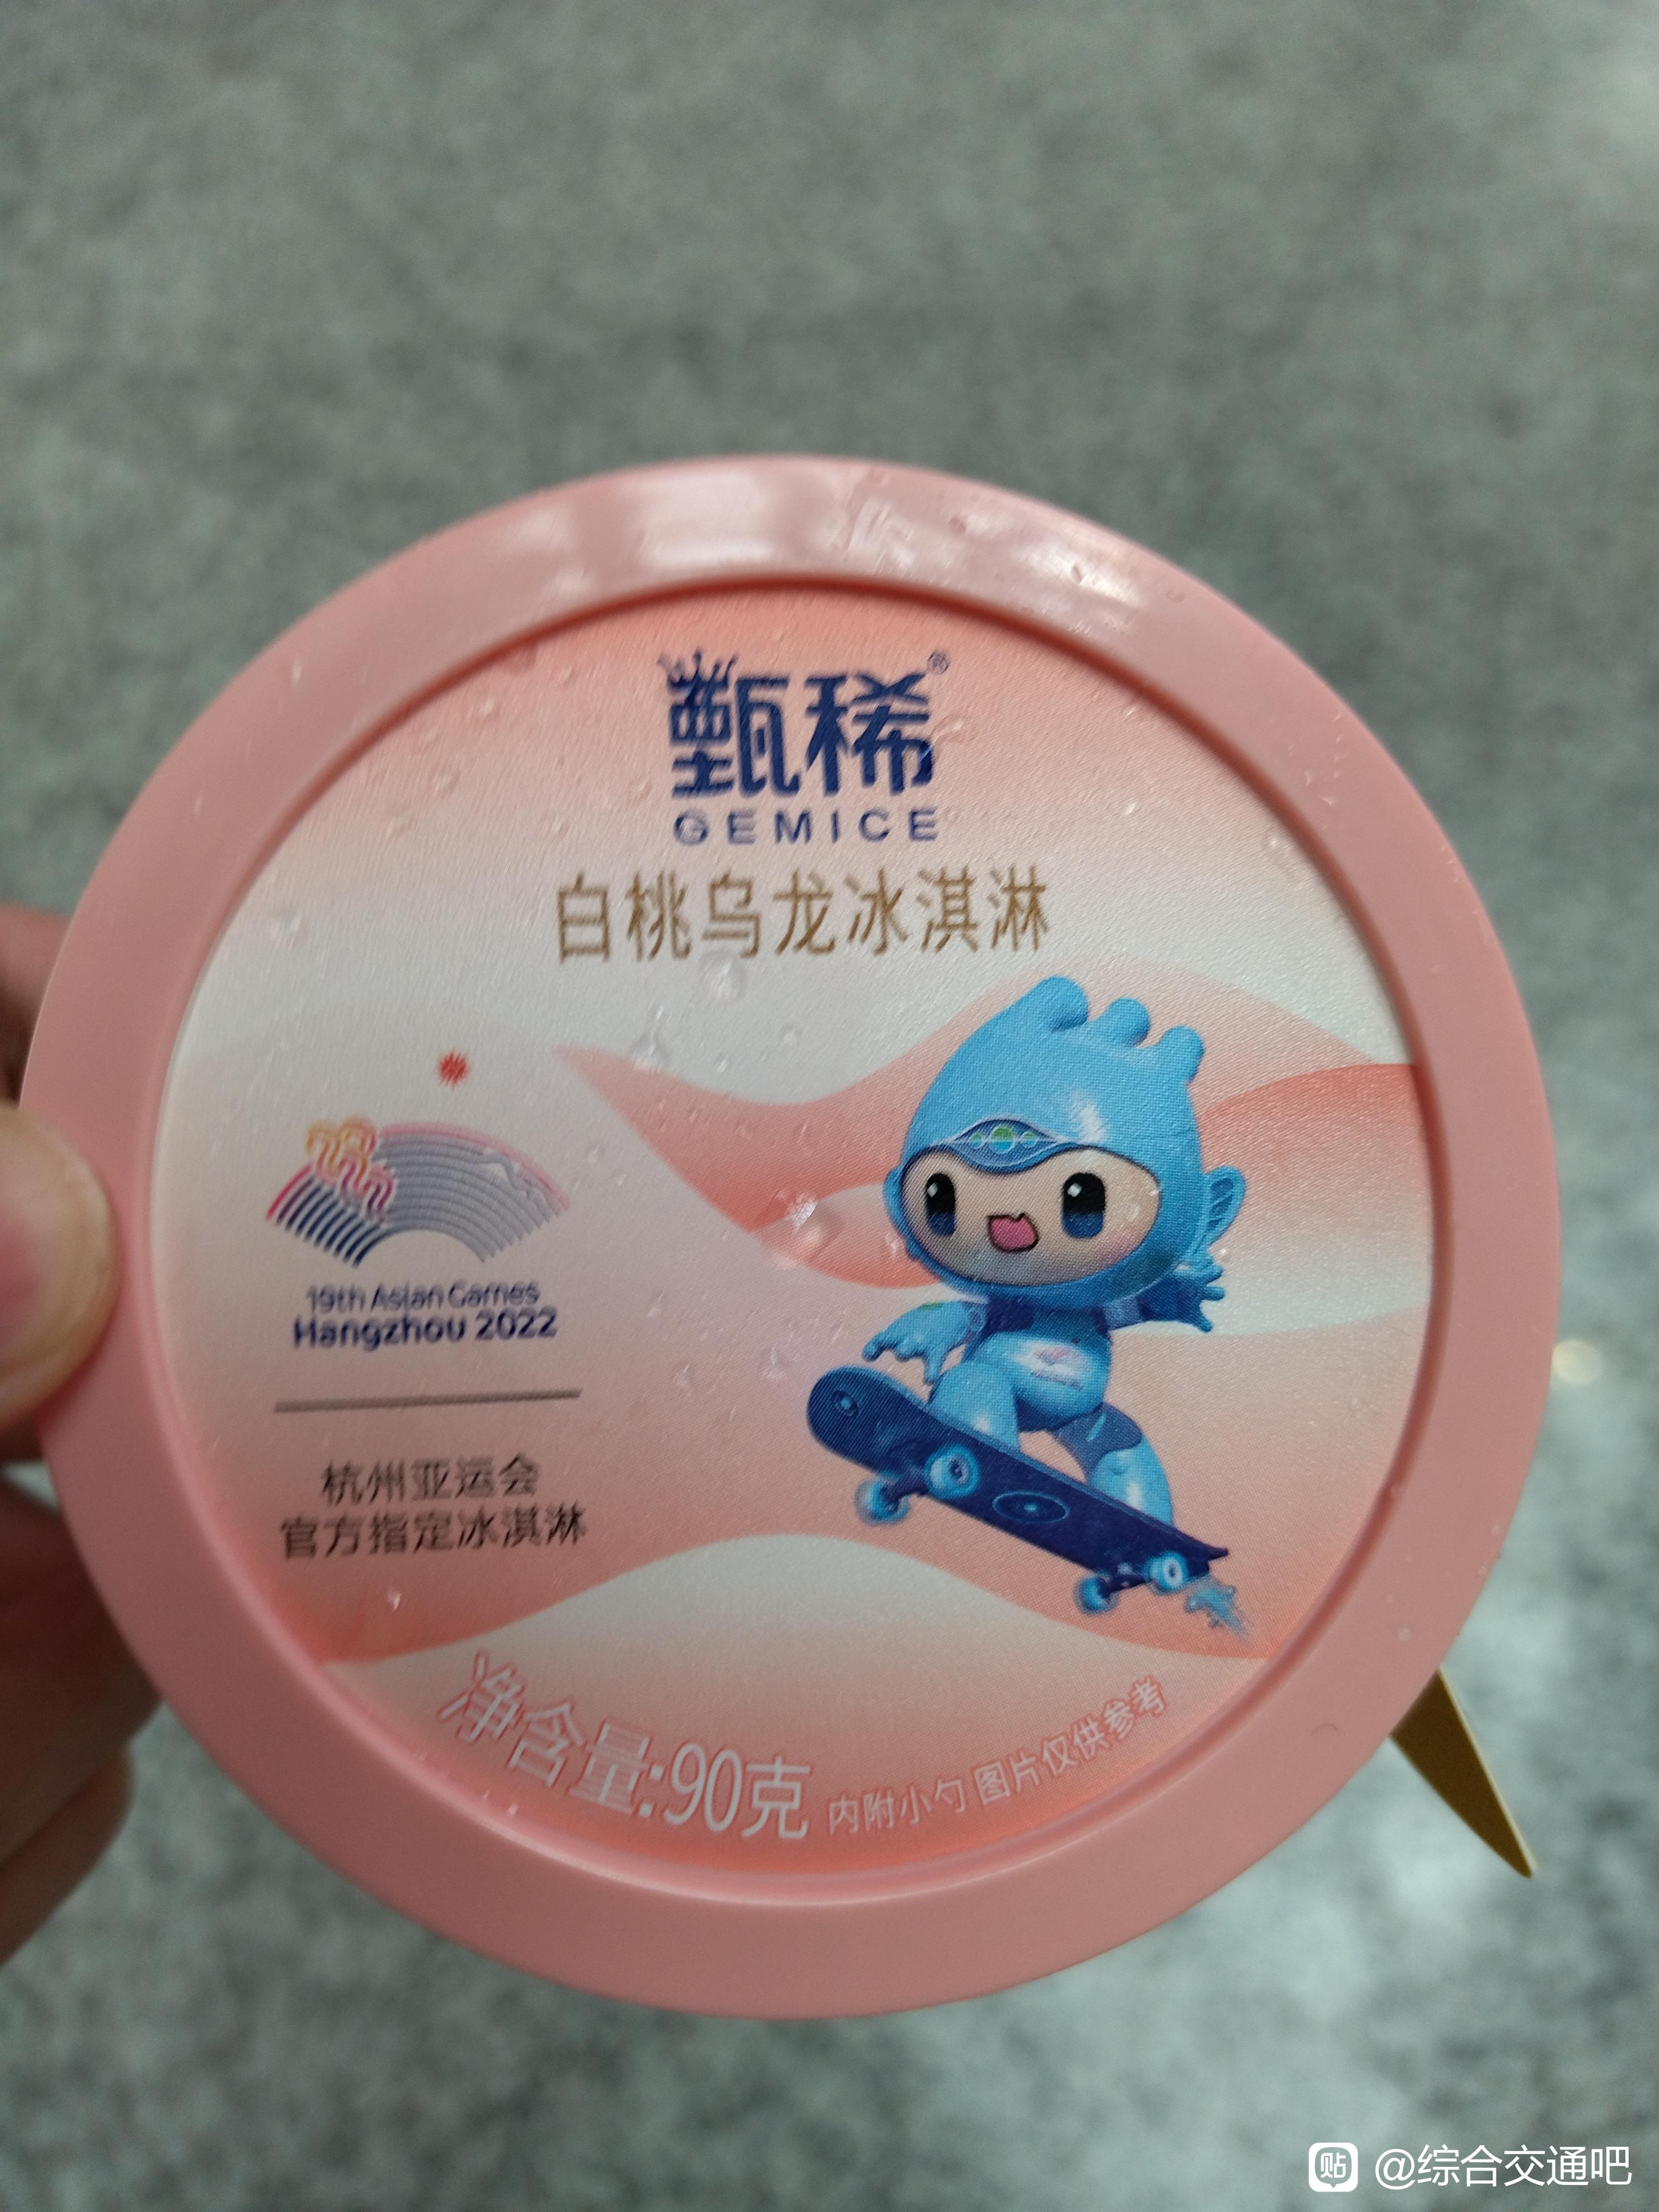 甄稀®
GEMICE
白桃乌龙冰淇淋
19th Asian Games
Hangzhou 2022
杭州亚运会
官方指定冰淇淋
净含量:90克
内附小勺 图片仅供参考
贴 @综合交通吧